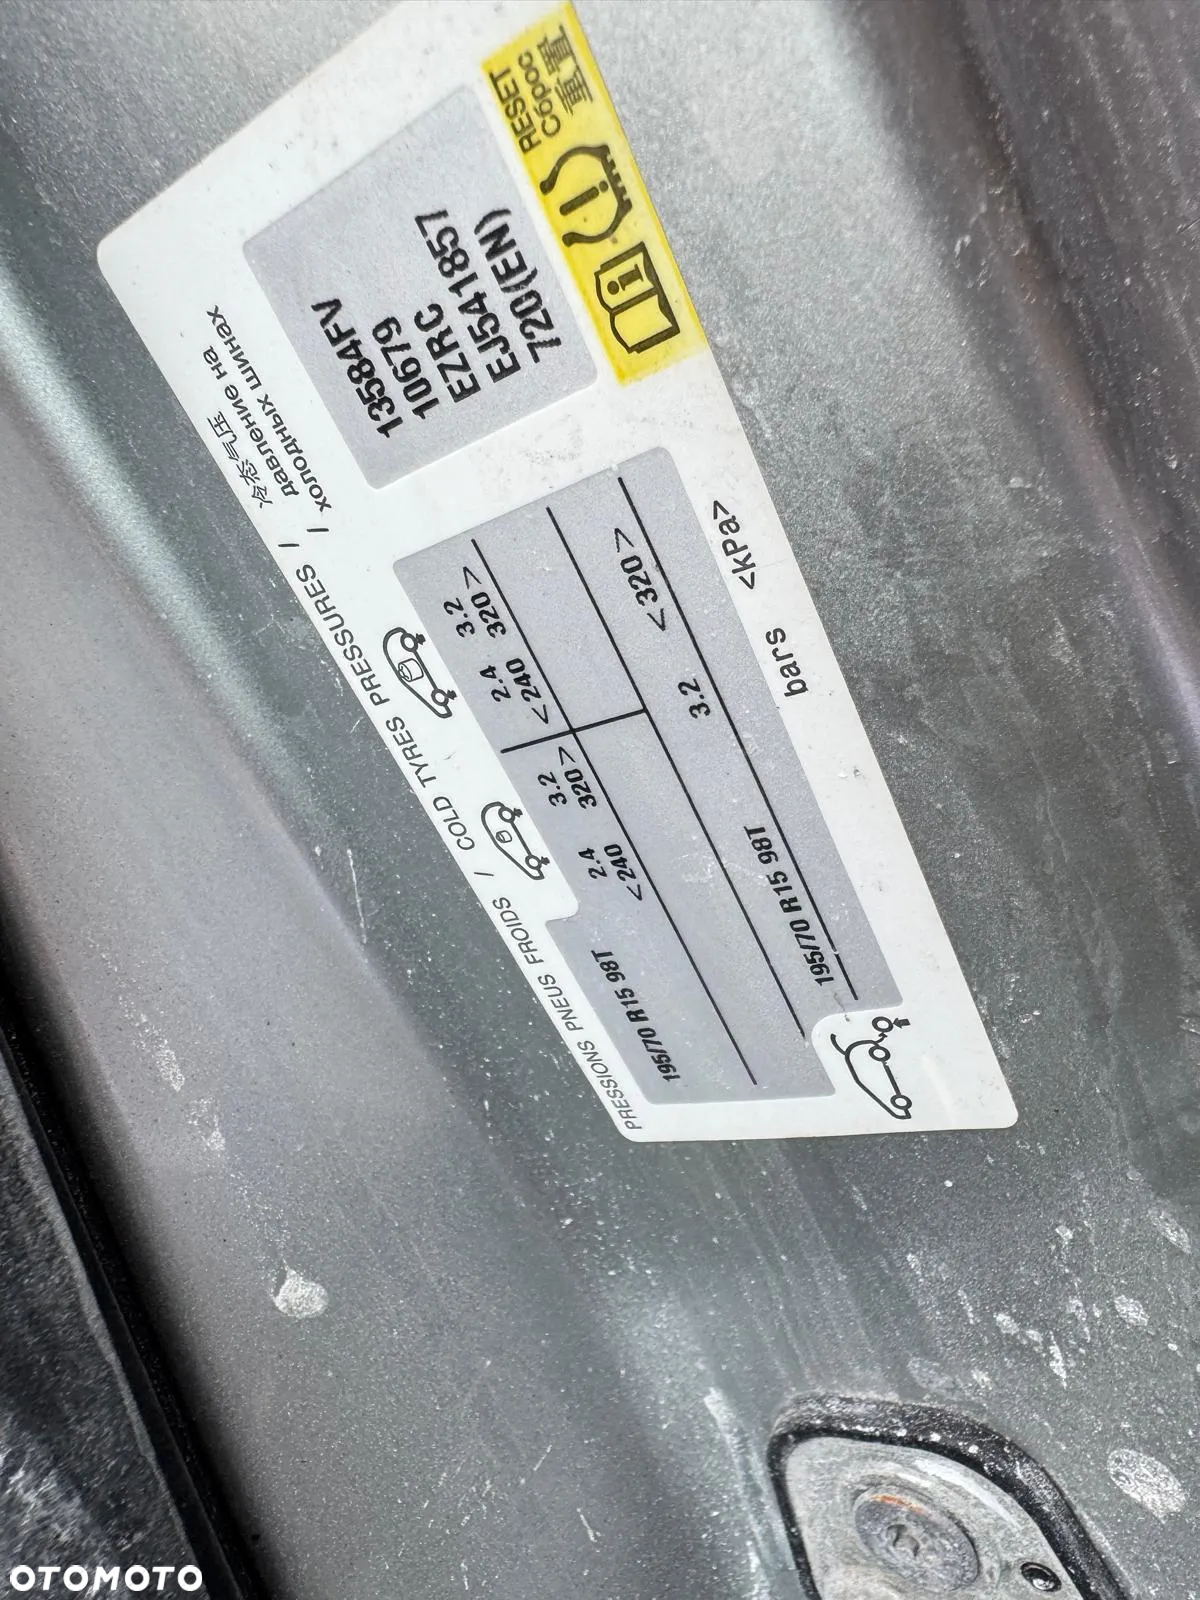 冷态气压
давление на
холодных шинах
PRESSIONS PNEUS FROIDS / COLD TYRES PRESSURES / /
13584FV
10679
EZRC
EJ541857
720(EN)
RESET
Сброс
重置
2.4 3.2 2.4 3.2
195/70 R15 98T <240 320> <240 320>
195/70 R15 98T 3.2 <320>
bars <kPa>
OTOMOTO